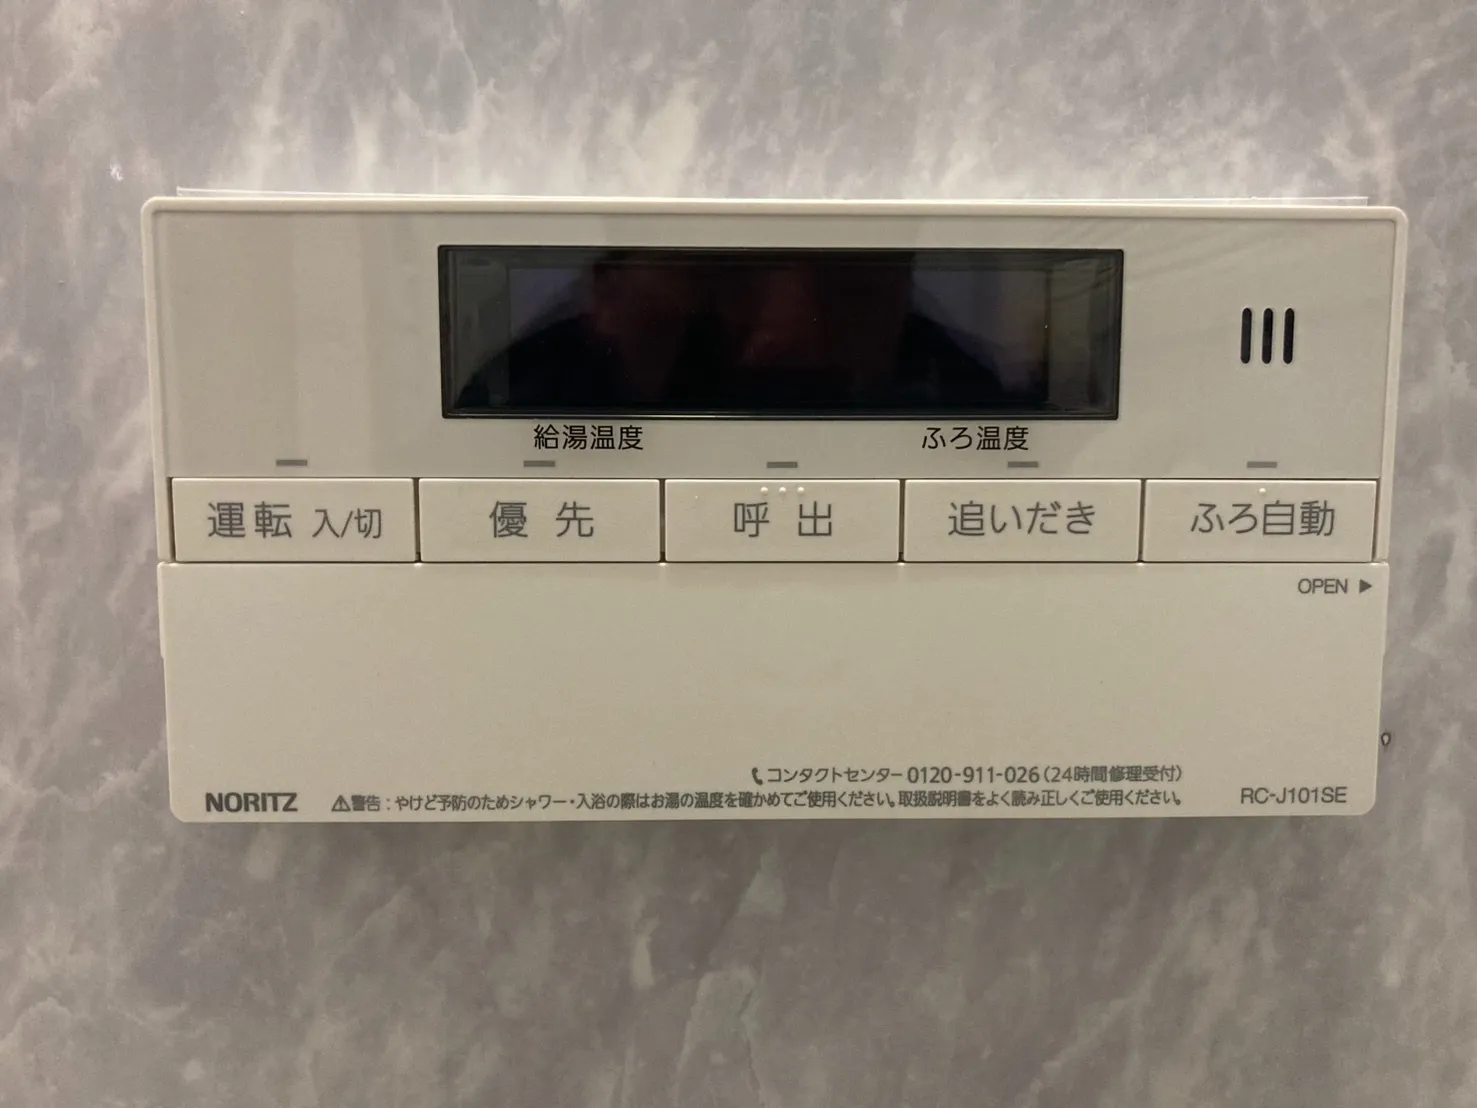 給湯温度 ふろ温度
運転 入/切 優先 呼出 追いだき ふろ自動
OPEN ▶
コンタクトセンター 0120-911-026(24時間修理受付)
NORITZ ⚠警告:やけど予防のためシャワー・入浴の際はお湯の温度を確かめてご使用ください。取扱説明書をよく読み正しくご使用ください。 RC-J101SE